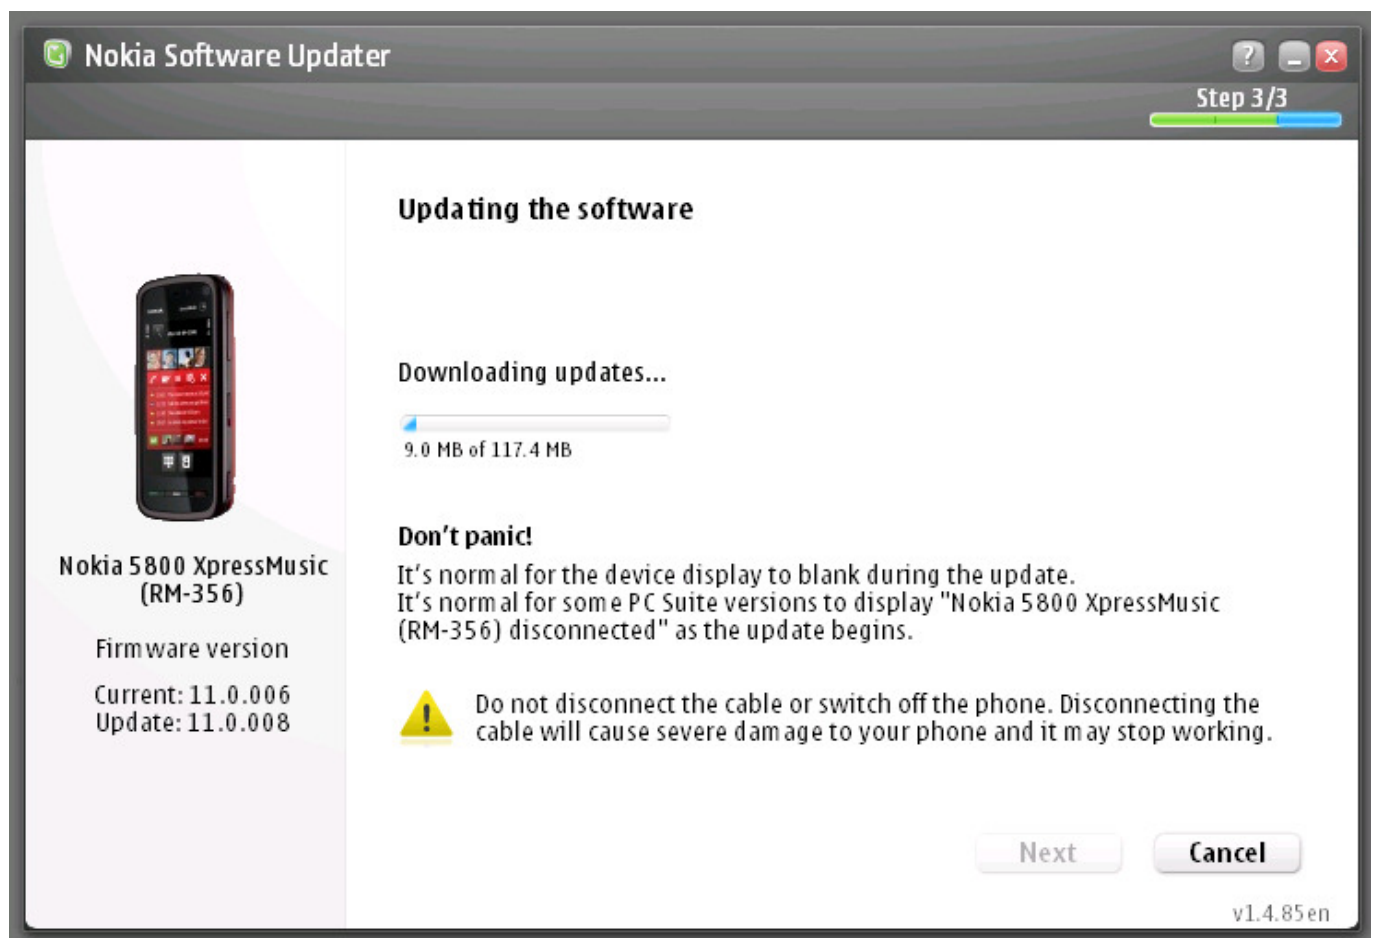 Nokia Software Updater
?
Step 3/3
Updating the software
Downloading updates...
9.0 MB of 117.4 MB
Nokia 5800 XpressMusic
(RM-356)
Firmware version
Current: 11.0.006
Update: 11.0.008
Don't panic!
It's normal for the device display to blank during the update.
It's normal for some PC Suite versions to display "Nokia 5800 XpressMusic
(RM-356) disconnected" as the update begins.
Do not disconnect the cable or switch off the phone. Disconnecting the
cable will cause severe damage to your phone and it may stop working.
Next
Cancel
v1.4.85en